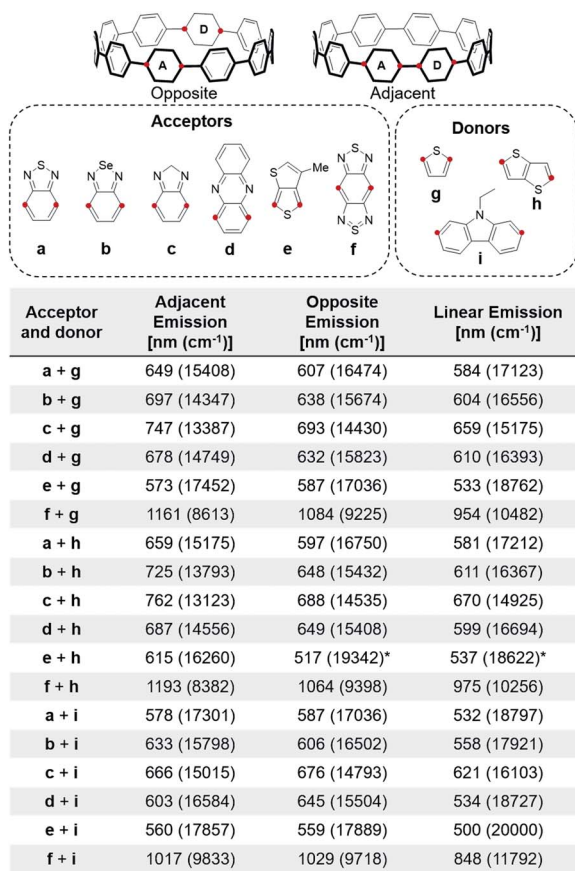 D
A
A D
Opposite Adjacent
Acceptors Donors
S
N N
Se
N N
N N
N
N
Me
S
S
S
N N
N N
S
S
S
S
N
a b c d e f
g h
i
Acceptor and donor Adjacent Emission [nm (cm⁻¹)] Opposite Emission [nm (cm⁻¹)] Linear Emission [nm (cm⁻¹)]
a + g 649 (15408) 607 (16474) 584 (17123)
b + g 697 (14347) 638 (15674) 604 (16556)
c + g 747 (13387) 693 (14430) 659 (15175)
d + g 678 (14749) 632 (15823) 610 (16393)
e + g 573 (17452) 587 (17036) 533 (18762)
f + g 1161 (8613) 1084 (9225) 954 (10482)
a + h 659 (15175) 597 (16750) 581 (17212)
b + h 725 (13793) 648 (15432) 611 (16367)
c + h 762 (13123) 688 (14535) 670 (14925)
d + h 687 (14556) 649 (15408) 599 (16694)
e + h 615 (16260) 517 (19342)* 537 (18622)*
f + h 1193 (8382) 1064 (9398) 975 (10256)
a + i 578 (17301) 587 (17036) 532 (18797)
b + i 633 (15798) 606 (16502) 558 (17921)
c + i 666 (15015) 676 (14793) 621 (16103)
d + i 603 (16584) 645 (15504) 534 (18727)
e + i 560 (17857) 559 (17889) 500 (20000)
f + i 1017 (9833) 1029 (9718) 848 (11792)